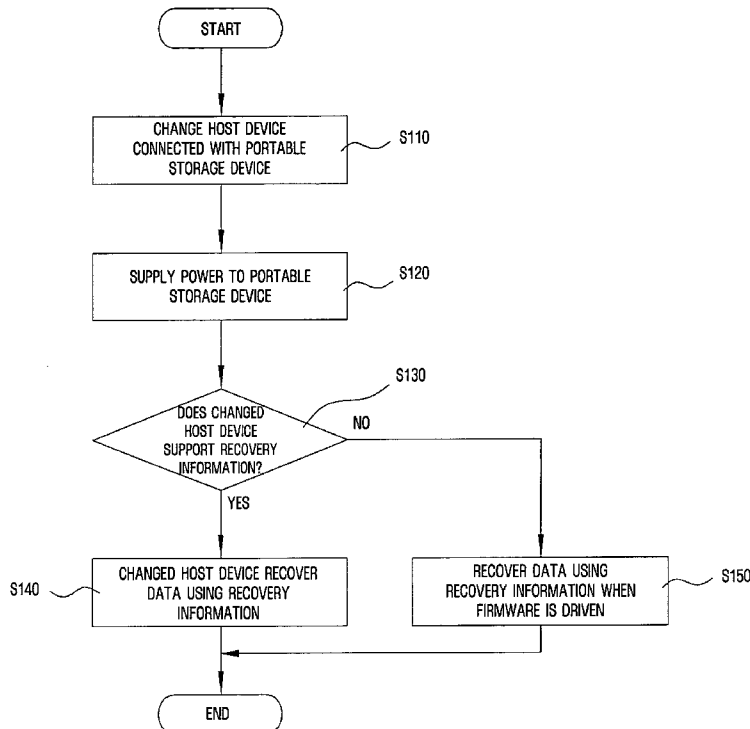 START
CHANGE HOST DEVICE
CONNECTED WITH PORTABLE
STORAGE DEVICE
S110
SUPPLY POWER TO PORTABLE
STORAGE DEVICE
S120
S130
DOES CHANGED
HOST DEVICE
SUPPORT RECOVERY
INFORMATION?
NO
YES
S140
CHANGED HOST DEVICE RECOVER
DATA USING RECOVERY
INFORMATION
RECOVER DATA USING
RECOVERY INFORMATION WHEN
FIRMWARE IS DRIVEN
S150
END